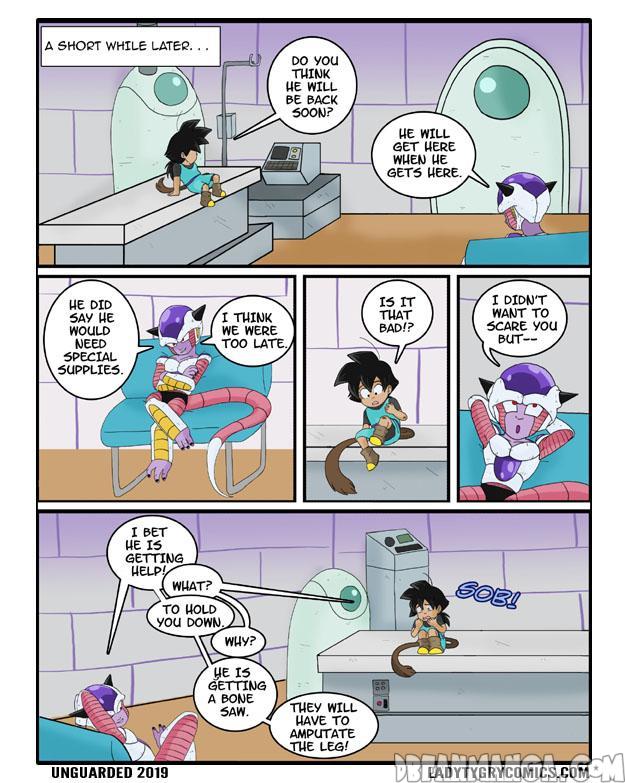 A SHORT WHILE LATER. . .
DO YOU
THINK
HE WILL
BE BACK
SOON?
HE WILL
GET HERE
WHEN HE
GETS HERE.
HE DID
SAY HE
WOULD
NEED
SPECIAL
SUPPLIES.
I THINK
WE WERE
TOO LATE.
IS IT
THAT
BAD!?
I DIDN'T
WANT TO
SCARE YOU
BUT--
I BET
HE IS
GETTING
HELP!
WHAT?
TO HOLD
YOU DOWN.
WHY?
HE IS
GETTING
A BONE
SAW.
THEY WILL
HAVE TO
AMPUTATE
THE LEG!
SOB!
UNGUARDED 2019
LADYTYGRYCOMICS.COM
DBFANMANGA.COM